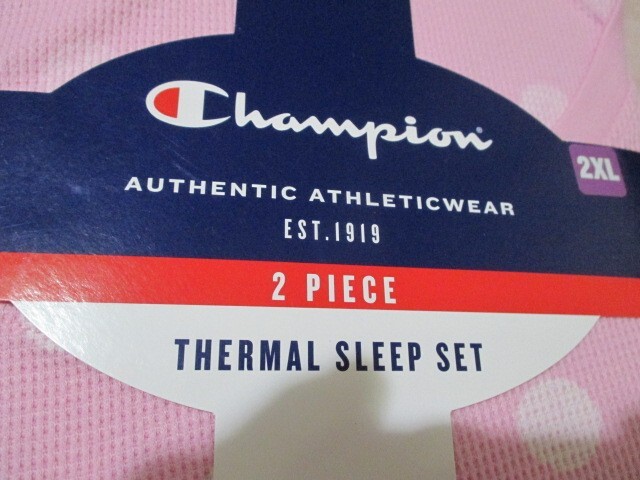 Champion
2XL
AUTHENTIC ATHLETICWEAR
EST.1919
2 PIECE
THERMAL SLEEP SET